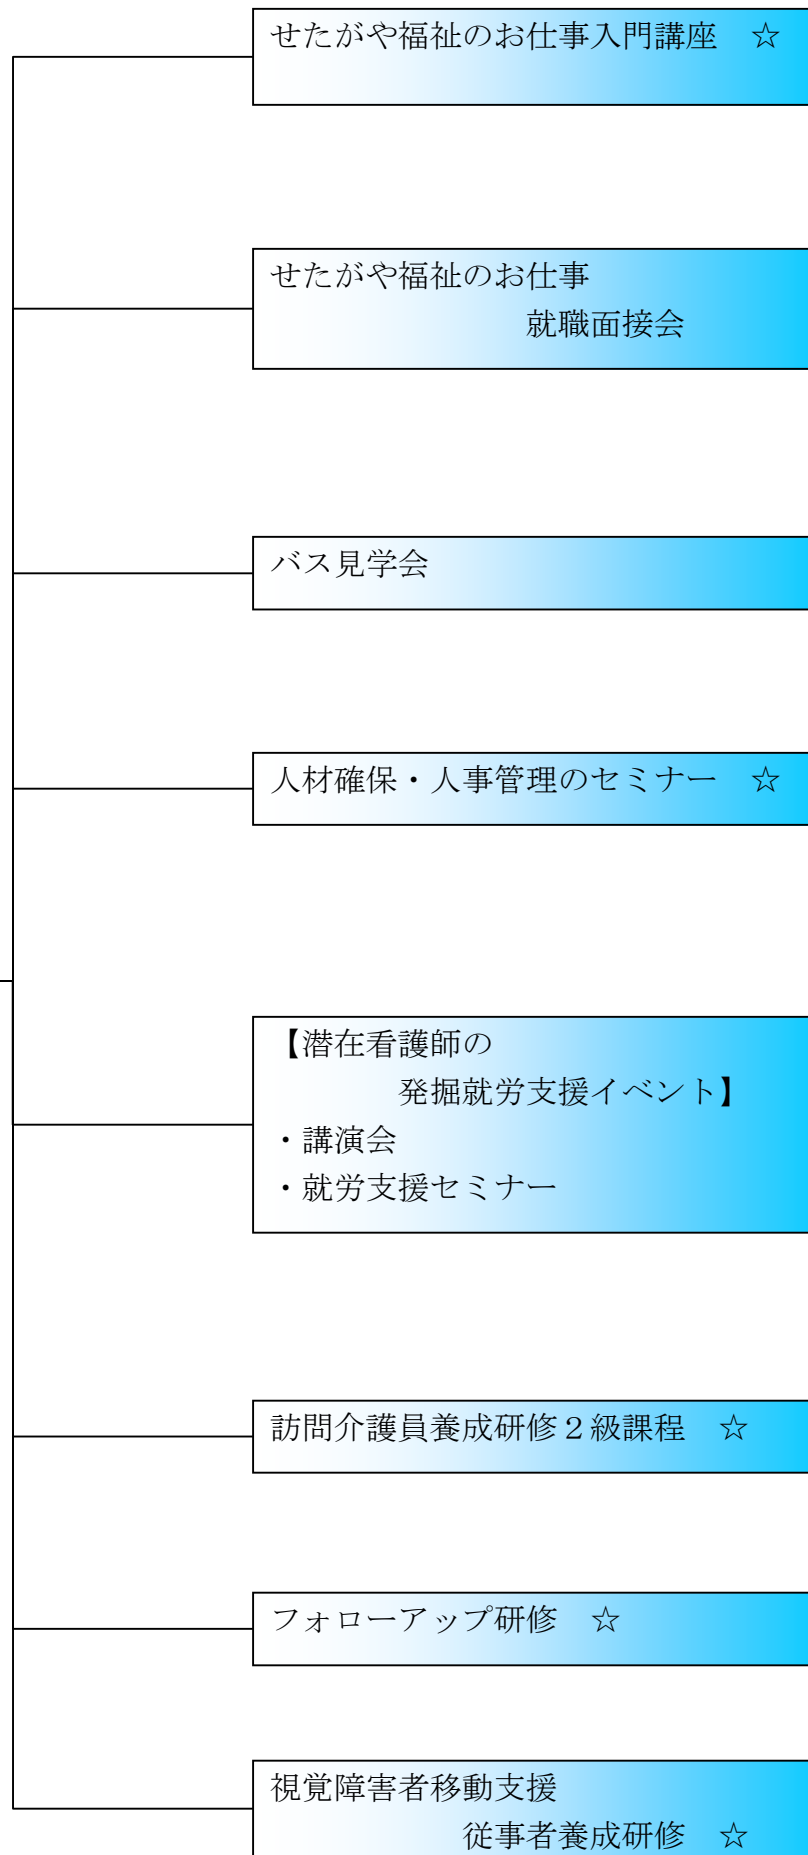 せたがや福祉のお仕事入門講座　☆
せたがや福祉のお仕事
就職面接会
バス見学会
人材確保・人事管理のセミナー　☆
【潜在看護師の
発掘就労支援イベント】
・講演会
・就労支援セミナー
訪問介護員養成研修２級課程　☆
フォローアップ研修　☆
視覚障害者移動支援
従事者養成研修　☆